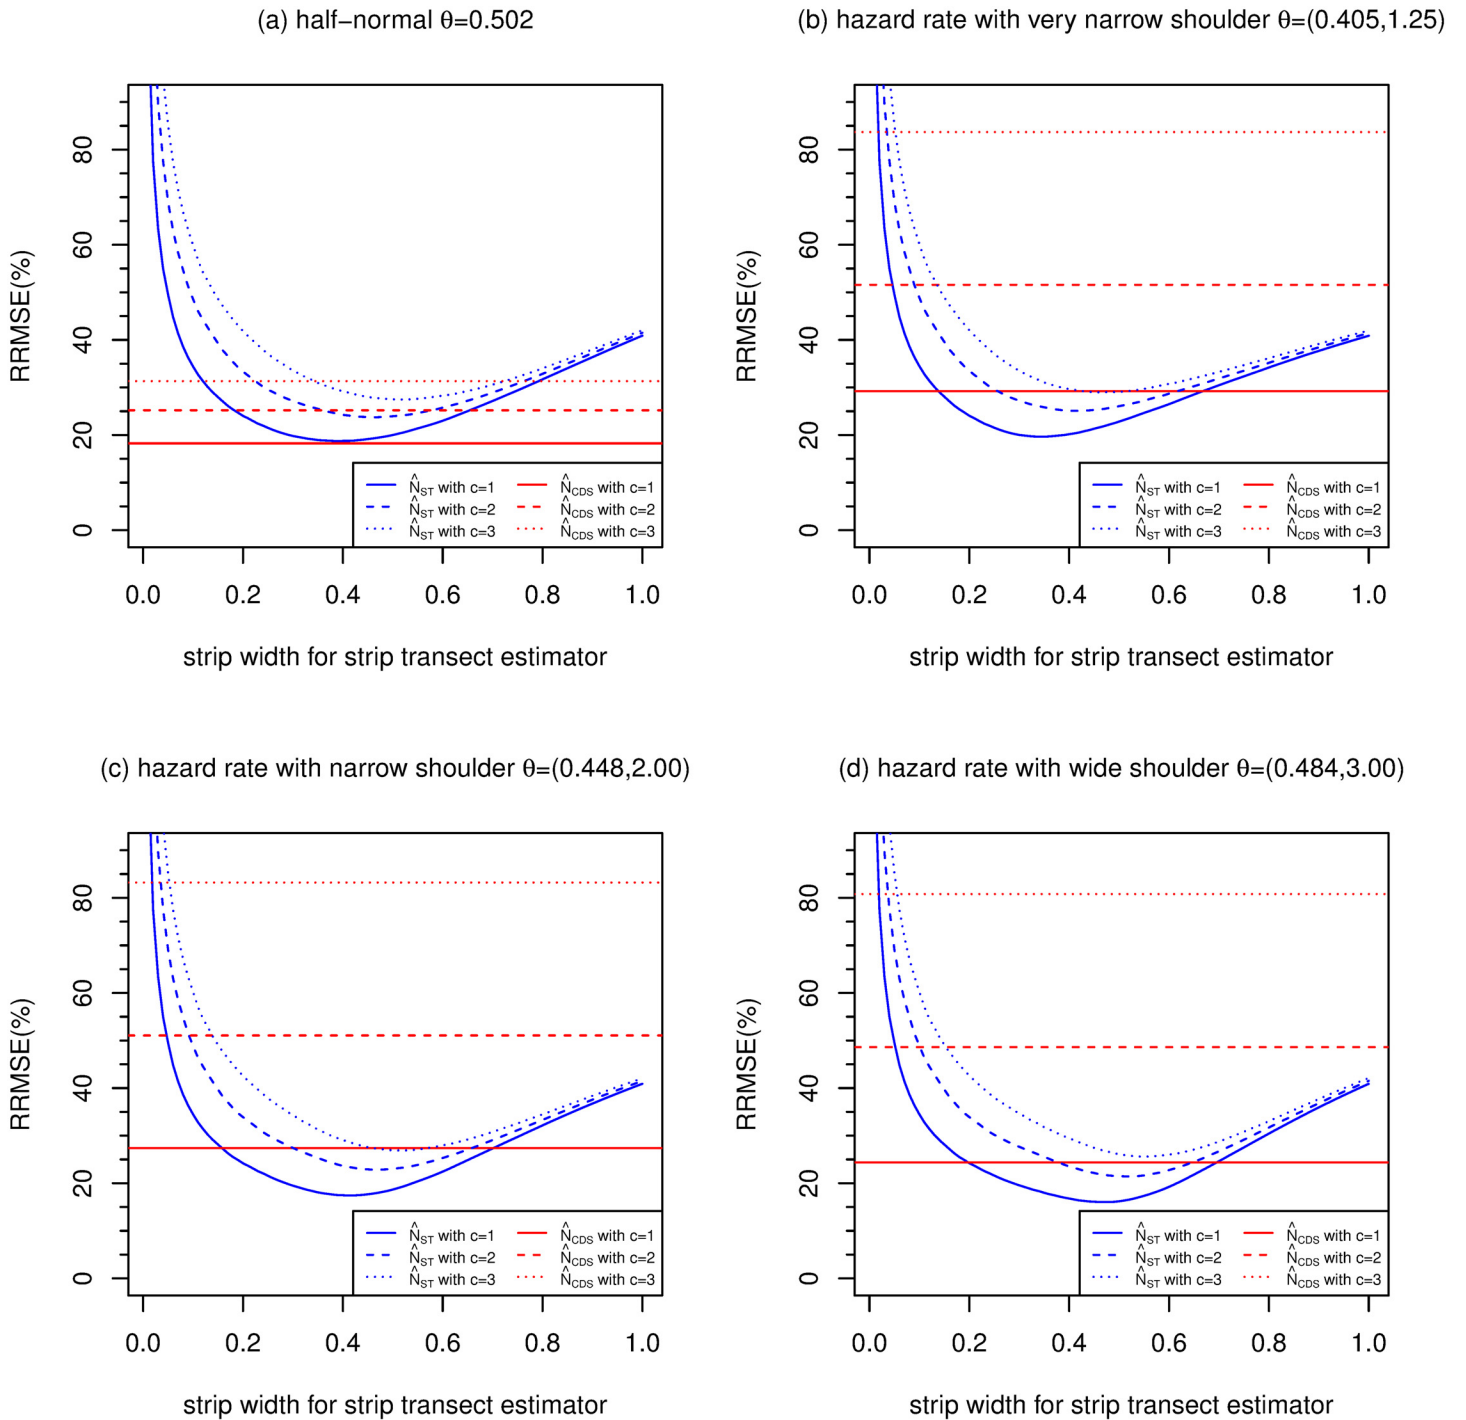 (a) half−normal θ=0.502
RRMSE(%)
80
60
40
20
0
N̂ST with c=1 N̂CDS with c=1
N̂ST with c=2 N̂CDS with c=2
N̂ST with c=3 N̂CDS with c=3
0.0 0.2 0.4 0.6 0.8 1.0
strip width for strip transect estimator
(b) hazard rate with very narrow shoulder θ=(0.405,1.25)
RRMSE(%)
80
60
40
20
0
N̂ST with c=1 N̂CDS with c=1
N̂ST with c=2 N̂CDS with c=2
N̂ST with c=3 N̂CDS with c=3
0.0 0.2 0.4 0.6 0.8 1.0
strip width for strip transect estimator
(c) hazard rate with narrow shoulder θ=(0.448,2.00)
RRMSE(%)
80
60
40
20
0
N̂ST with c=1 N̂CDS with c=1
N̂ST with c=2 N̂CDS with c=2
N̂ST with c=3 N̂CDS with c=3
0.0 0.2 0.4 0.6 0.8 1.0
strip width for strip transect estimator
(d) hazard rate with wide shoulder θ=(0.484,3.00)
RRMSE(%)
80
60
40
20
0
N̂ST with c=1 N̂CDS with c=1
N̂ST with c=2 N̂CDS with c=2
N̂ST with c=3 N̂CDS with c=3
0.0 0.2 0.4 0.6 0.8 1.0
strip width for strip transect estimator